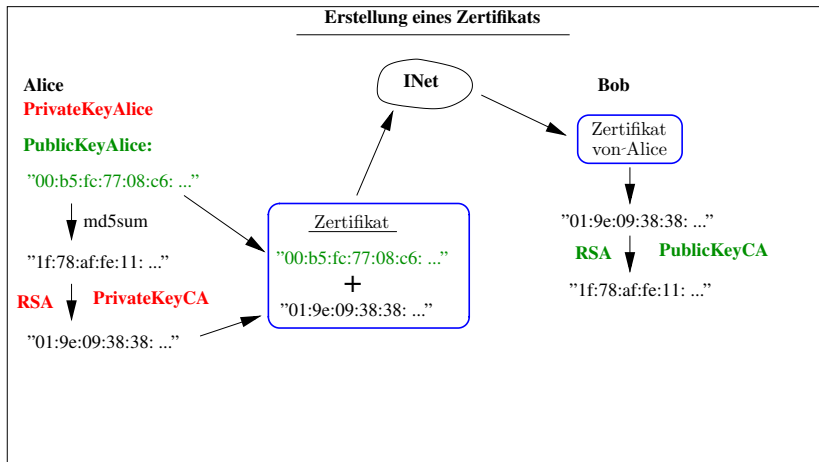 Erstellung eines Zertifikats
INet
Alice
PrivateKeyAlice
PublicKeyAlice:
"00:b5:fc:77:08:c6: ..."
md5sum
"1f:78:af:fe:11: ..."
RSA
PrivateKeyCA
"01:9e:09:38:38: ..."
Zertifikat
"00:b5:fc:77:08:c6: ..."
+
"01:9e:09:38:38: ..."
Bob
Zertifikat
von-Alice
"01:9e:09:38:38: ..."
RSA
PublicKeyCA
"1f:78:af:fe:11: ..."